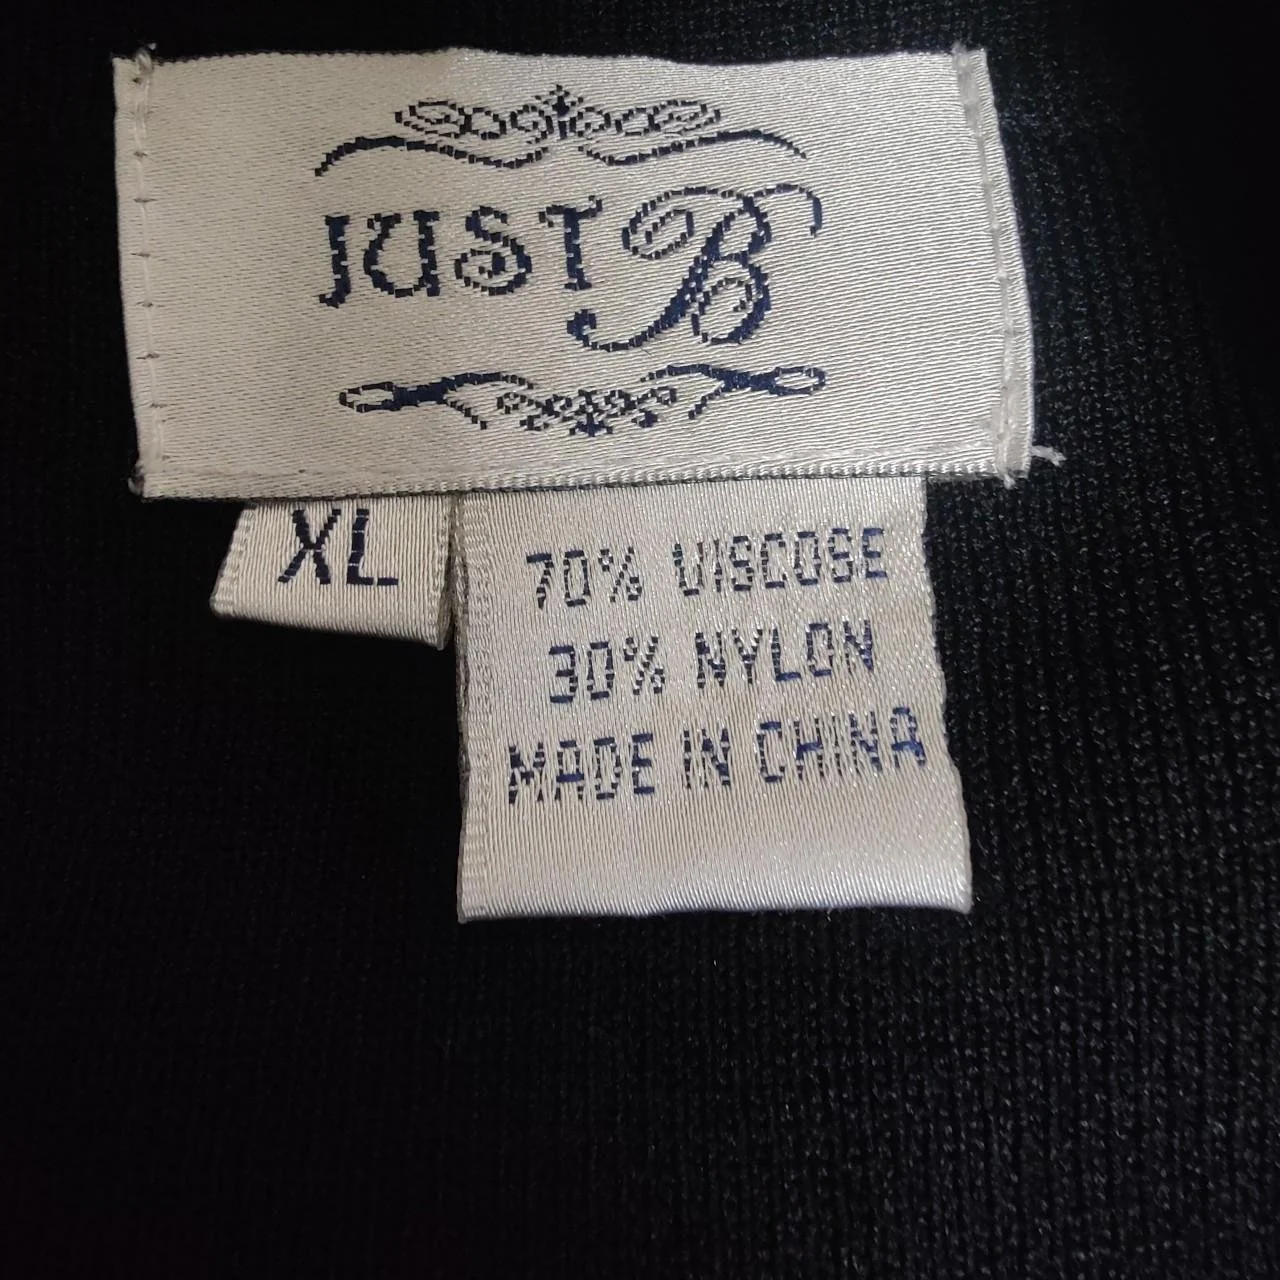 JUST B
XL
70% VISCOSE
30% NYLON
MADE IN CHINA